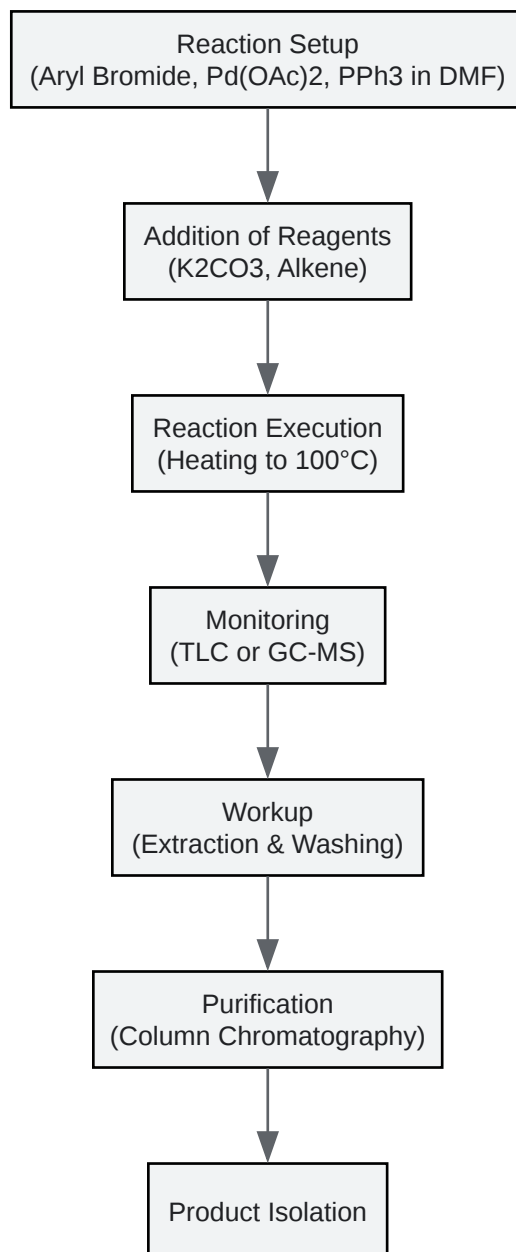 Reaction Setup
(Aryl Bromide, Pd(OAc)2, PPh3 in DMF)
Addition of Reagents
(K2CO3, Alkene)
Reaction Execution
(Heating to 100°C)
Monitoring
(TLC or GC-MS)
Workup
(Extraction & Washing)
Purification
(Column Chromatography)
Product Isolation